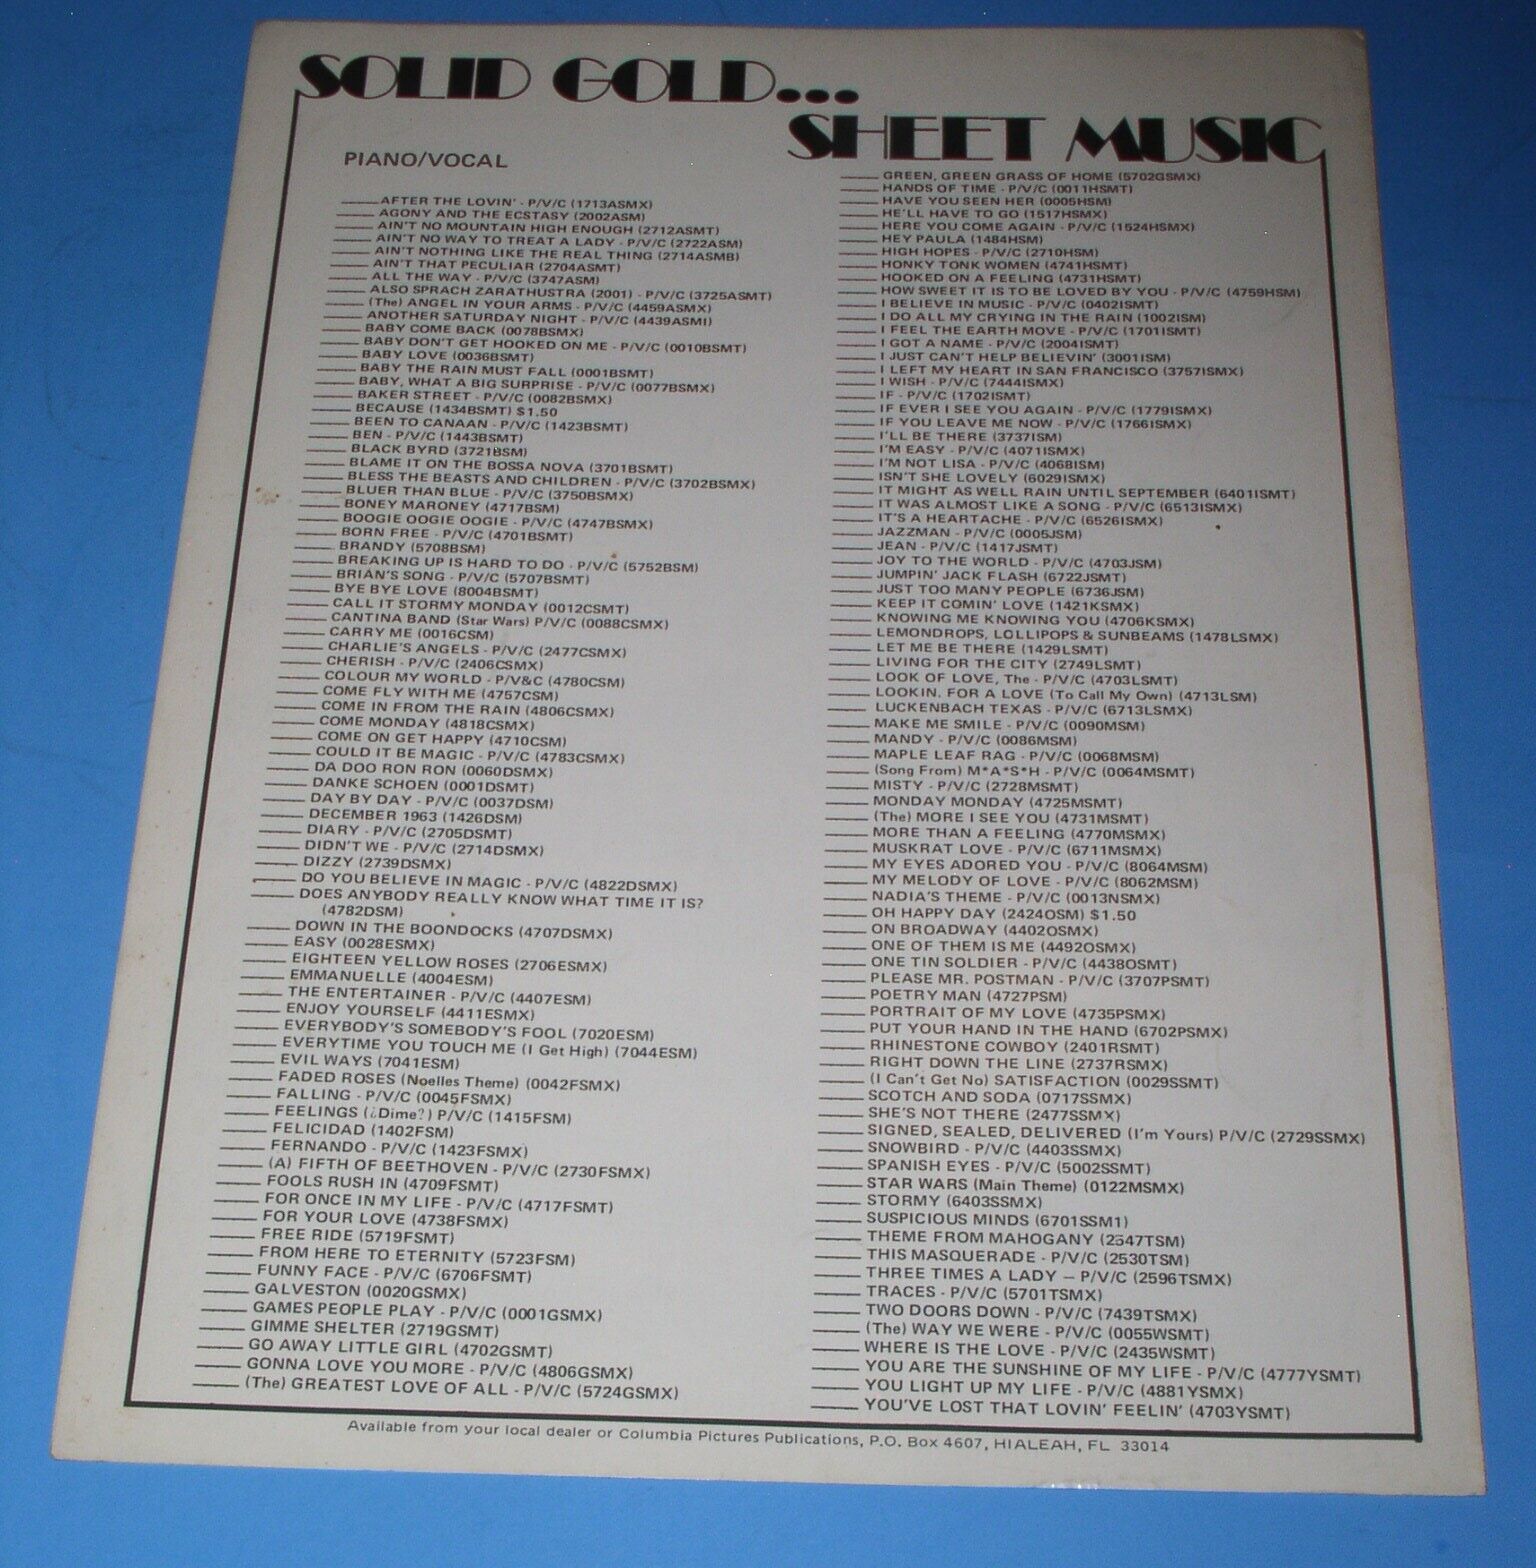 SOLID GOLD...
SHEET MUSIC
PIANO/VOCAL
AFTER THE LOVIN' - P/V/C (1713ASMX)
AGONY AND THE ECSTASY (2002ASM)
AIN'T NO MOUNTAIN HIGH ENOUGH (2712ASMT)
AIN'T NO WAY TO TREAT A LADY - P/V/C (2722ASM)
AIN'T NOTHING LIKE THE REAL THING (2714ASMB)
AIN'T THAT PECULIAR (2704ASMT)
ALL THE WAY - P/V/C (3747ASM)
ALSO SPRACH ZARATHUSTRA (2001) - P/V/C (3725ASMT)
(The) ANGEL IN YOUR ARMS - P/V/C (4459ASMX)
ANOTHER SATURDAY NIGHT - P/V/C (4439ASMI)
BABY COME BACK (0078BSMX)
BABY DON'T GET HOOKED ON ME - P/V/C (0010BSMT)
BABY LOVE (0036BSMT)
BABY THE RAIN MUST FALL (0001BSMT)
BABY, WHAT A BIG SURPRISE - P/V/C (0077BSMX)
BAKER STREET - P/V/C (0082BSMX)
BECAUSE (1434BSMT) $1.50
BEEN TO CANAAN - P/V/C (1423BSMT)
BEN - P/V/C (1443BSMT)
BLACK BYRD (3721BSM)
BLAME IT ON THE BOSSA NOVA (3701BSMT)
BLESS THE BEASTS AND CHILDREN - P/V/C (3702BSMX)
BLUER THAN BLUE - P/V/C (3750BSMX)
BONEY MARONEY (4717BSM)
BOOGIE OOGIE OOGIE - P/V/C (4747BSMX)
BORN FREE - P/V/C (4701BSMT)
BRANDY (5708BSM)
BREAKING UP IS HARD TO DO - P/V/C (5752BSM)
BRIAN'S SONG - P/V/C (5707BSMT)
BYE BYE LOVE (8004BSMT)
CALL IT STORMY MONDAY (0012CSMT)
CANTINA BAND (Star Wars) P/V/C (0088CSMX)
CARRY ME (0016CSM)
CHARLIE'S ANGELS - P/V/C (2477CSMX)
CHERISH - P/V/C (2406CSMX)
COLOUR MY WORLD - P/V&C (4780CSM)
COME FLY WITH ME (4757CSM)
COME IN FROM THE RAIN (4806CSMX)
COME MONDAY (4818CSMX)
COME ON GET HAPPY (4710CSM)
COULD IT BE MAGIC - P/V/C (4783CSMX)
DA DOO RON RON (0060DSMX)
DANKE SCHOEN (0001DSMT)
DAY BY DAY - P/V/C (0037DSM)
DECEMBER 1963 (1426DSM)
DIARY - P/V/C (2705DSMT)
DIDN'T WE - P/V/C (2714DSMX)
DIZZY (2739DSMX)
DO YOU BELIEVE IN MAGIC - P/V/C (4822DSMX)
DOES ANYBODY REALLY KNOW WHAT TIME IT IS?
(4782DSM)
DOWN IN THE BOONDOCKS (4707DSMX)
EASY (0028ESMX)
EIGHTEEN YELLOW ROSES (2706ESMX)
EMMANUELLE (4004ESM)
THE ENTERTAINER - P/V/C (4407ESM)
ENJOY YOURSELF (4411ESMX)
EVERYBODY'S SOMEBODY'S FOOL (7020ESM)
EVERYTIME YOU TOUCH ME (I Get High) (7044ESM)
EVIL WAYS (7041ESM)
FADED ROSES (Noelles Theme) (0042FSMX)
FALLING - P/V/C (0045FSMX)
FEELINGS (¿Dime?) P/V/C (1415FSM)
FELICIDAD (1402FSM)
FERNANDO - P/V/C (1423FSMX)
(A) FIFTH OF BEETHOVEN - P/V/C (2730FSMX)
FOOLS RUSH IN (4709FSMT)
FOR ONCE IN MY LIFE - P/V/C (4717FSMT)
FOR YOUR LOVE (4738FSMX)
FREE RIDE (5719FSMT)
FROM HERE TO ETERNITY (5723FSM)
FUNNY FACE - P/V/C (6706FSMT)
GALVESTON (0020GSMX)
GAMES PEOPLE PLAY - P/V/C (0001GSMX)
GIMME SHELTER (2719GSMT)
GO AWAY LITTLE GIRL (4702GSMT)
GONNA LOVE YOU MORE - P/V/C (4806GSMX)
(The) GREATEST LOVE OF ALL - P/V/C (5724GSMX)
GREEN, GREEN GRASS OF HOME (5702GSMX)
HANDS OF TIME - P/V/C (0011HSMT)
HAVE YOU SEEN HER (0005HSM)
HE'LL HAVE TO GO (1517HSMX)
HERE YOU COME AGAIN - P/V/C (1524HSMX)
HEY PAULA (1484HSM)
HIGH HOPES - P/V/C (2710HSM)
HONKY TONK WOMEN (4741HSMT)
HOOKED ON A FEELING (4731HSMT)
HOW SWEET IT IS TO BE LOVED BY YOU - P/V/C (4759HSM)
I BELIEVE IN MUSIC - P/V/C (0402ISMT)
I DO ALL MY CRYING IN THE RAIN (1002ISM)
I FEEL THE EARTH MOVE - P/V/C (1701ISMT)
I GOT A NAME - P/V/C (2004ISMT)
I JUST CAN'T HELP BELIEVIN' (3001ISM)
I LEFT MY HEART IN SAN FRANCISCO (3757ISMX)
I WISH - P/V/C (7444ISMX)
IF - P/V/C (1702ISMT)
IF EVER I SEE YOU AGAIN - P/V/C (1779ISMX)
IF YOU LEAVE ME NOW - P/V/C (1766ISMX)
I'LL BE THERE (3737ISM)
I'M EASY - P/V/C (4071ISMX)
I'M NOT LISA - P/V/C (4068ISM)
ISN'T SHE LOVELY (6029ISMX)
IT MIGHT AS WELL RAIN UNTIL SEPTEMBER (6401ISMT)
IT WAS ALMOST LIKE A SONG - P/V/C (6513ISMX)
IT'S A HEARTACHE - P/V/C (6526ISMX)
JAZZMAN - P/V/C (0005JSM)
JEAN - P/V/C (1417JSMT)
JOY TO THE WORLD - P/V/C (4703JSM)
JUMPIN' JACK FLASH (6722JSMT)
JUST TOO MANY PEOPLE (6736JSM)
KEEP IT COMIN' LOVE (1421KSMX)
KNOWING ME KNOWING YOU (4706KSMX)
LEMONDROPS, LOLLIPOPS & SUNBEAMS (1478LSMX)
LET ME BE THERE (1429LSMT)
LIVING FOR THE CITY (2749LSMT)
LOOK OF LOVE, The - P/V/C (4703LSMT)
LOOKIN. FOR A LOVE (To Call My Own) (4713LSM)
LUCKENBACH TEXAS - P/V/C (6713LSMX)
MAKE ME SMILE - P/V/C (0090MSM)
MANDY - P/V/C (0086MSM)
MAPLE LEAF RAG - P/V/C (0068MSM)
(Song From) M*A*S*H - P/V/C (0064MSMT)
MISTY - P/V/C (2728MSMT)
MONDAY MONDAY (4725MSMT)
(The) MORE I SEE YOU (4731MSMT)
MORE THAN A FEELING (4770MSMX)
MUSKRAT LOVE - P/V/C (6711MSMX)
MY EYES ADORED YOU - P/V/C (8064MSM)
MY MELODY OF LOVE - P/V/C (8062MSM)
NADIA'S THEME - P/V/C (0013NSMX)
OH HAPPY DAY (2424OSM) $1.50
ON BROADWAY (4402OSMX)
ONE OF THEM IS ME (4492OSMX)
ONE TIN SOLDIER - P/V/C (4438OSMT)
PLEASE MR. POSTMAN - P/V/C (3707PSMT)
POETRY MAN (4727PSM)
PORTRAIT OF MY LOVE (4735PSMX)
PUT YOUR HAND IN THE HAND (6702PSMX)
RHINESTONE COWBOY (2401RSMT)
RIGHT DOWN THE LINE (2737RSMX)
(I Can't Get No) SATISFACTION (0029SSMT)
SCOTCH AND SODA (0717SSMX)
SHE'S NOT THERE (2477SSMX)
SIGNED, SEALED, DELIVERED (I'm Yours) P/V/C (2729SSMX)
SNOWBIRD - P/V/C (4403SSMX)
SPANISH EYES - P/V/C (5002SSMT)
STAR WARS (Main Theme) (0122MSMX)
STORMY (6403SSMX)
SUSPICIOUS MINDS (6701SSM1)
THEME FROM MAHOGANY (2347TSM)
THIS MASQUERADE - P/V/C (2530TSM)
THREE TIMES A LADY — P/V/C (2596TSMX)
TRACES - P/V/C (5701TSMX)
TWO DOORS DOWN - P/V/C (7439TSMX)
(The) WAY WE WERE - P/V/C (0055WSMT)
WHERE IS THE LOVE - P/V/C (2435WSMT)
YOU ARE THE SUNSHINE OF MY LIFE - P/V/C (4777YSMT)
YOU LIGHT UP MY LIFE - P/V/C (4881YSMX)
YOU'VE LOST THAT LOVIN' FEELIN' (4703YSMT)
Available from your local dealer or Columbia Pictures Publications, P.O. Box 4607, HIALEAH, FL 33014